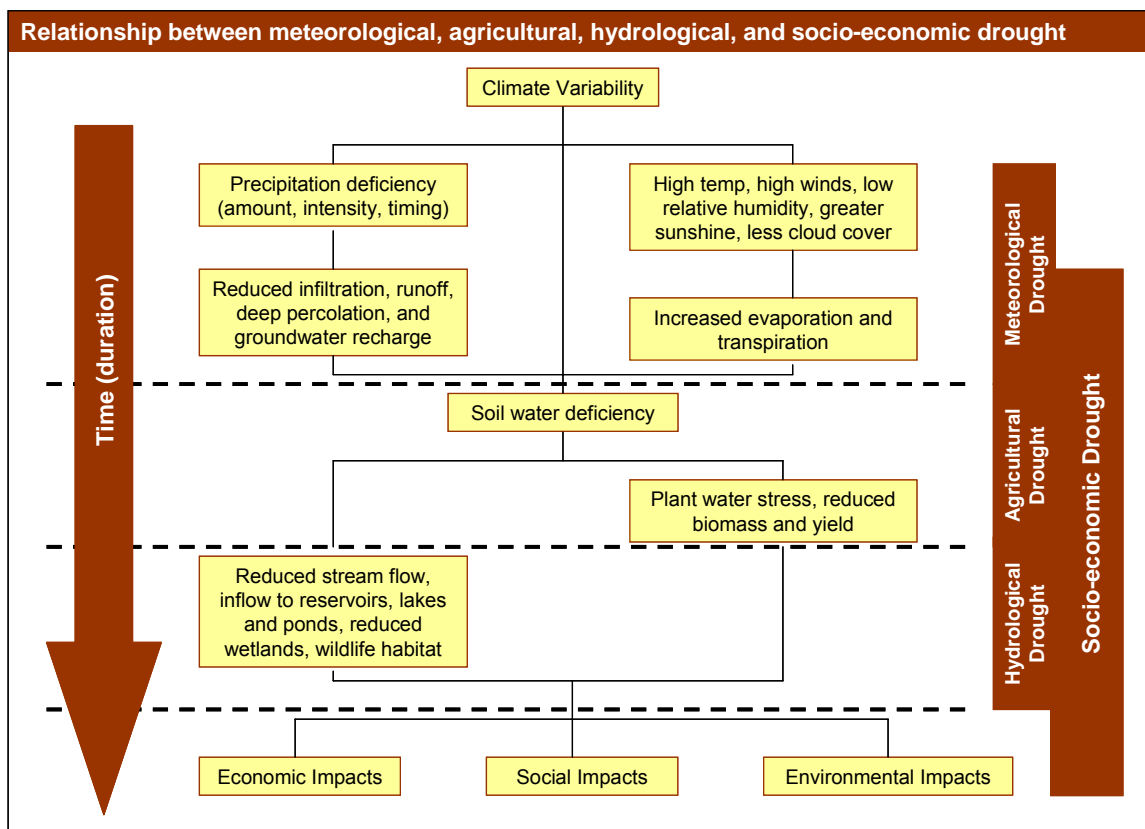 Relationship between meteorological, agricultural, hydrological, and socio-economic drought
Climate Variability
Precipitation deficiency
(amount, intensity, timing)
High temp, high winds, low
relative humidity, greater
sunshine, less cloud cover
Reduced infiltration, runoff,
deep percolation, and
groundwater recharge
Increased evaporation and
transpiration
Soil water deficiency
Plant water stress, reduced
biomass and yield
Reduced stream flow,
inflow to reservoirs, lakes
and ponds, reduced
wetlands, wildlife habitat
Economic Impacts
Social Impacts
Environmental Impacts
Time (duration)
Meteorological
Drought
Agricultural
Drought
Hydrological
Drought
Socio-economic Drought